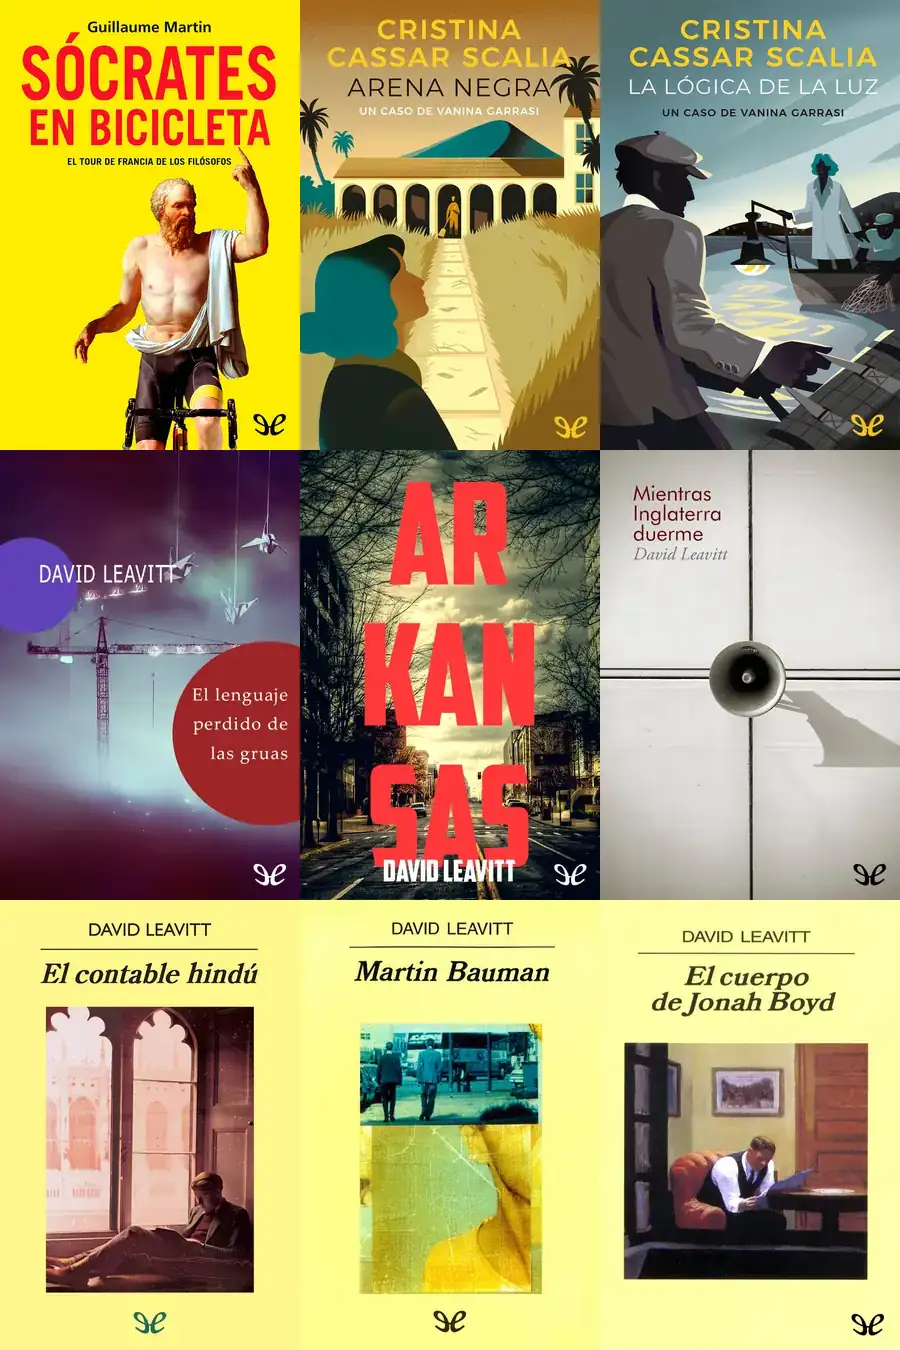 Guillaume Martin
SÓCRATES
EN BICICLETA
EL TOUR DE FRANCIA DE LOS FILÓSOFOS
CRISTINA
CASSAR SCALIA
ARENA NEGRA
UN CASO DE VANINA GARRASI
CRISTINA
CASSAR SCALIA
LA LÓGICA DE LA LUZ
UN CASO DE VANINA GARRASI
DAVID LEAVITT
El lenguaje
perdido de
las gruas
AR
KAN
SAS
DAVID LEAVITT
Mientras
Inglaterra
duerme
David Leavitt
DAVID LEAVITT
El contable hindú
DAVID LEAVITT
Martin Bauman
DAVID LEAVITT
El cuerpo
de Jonah Boyd